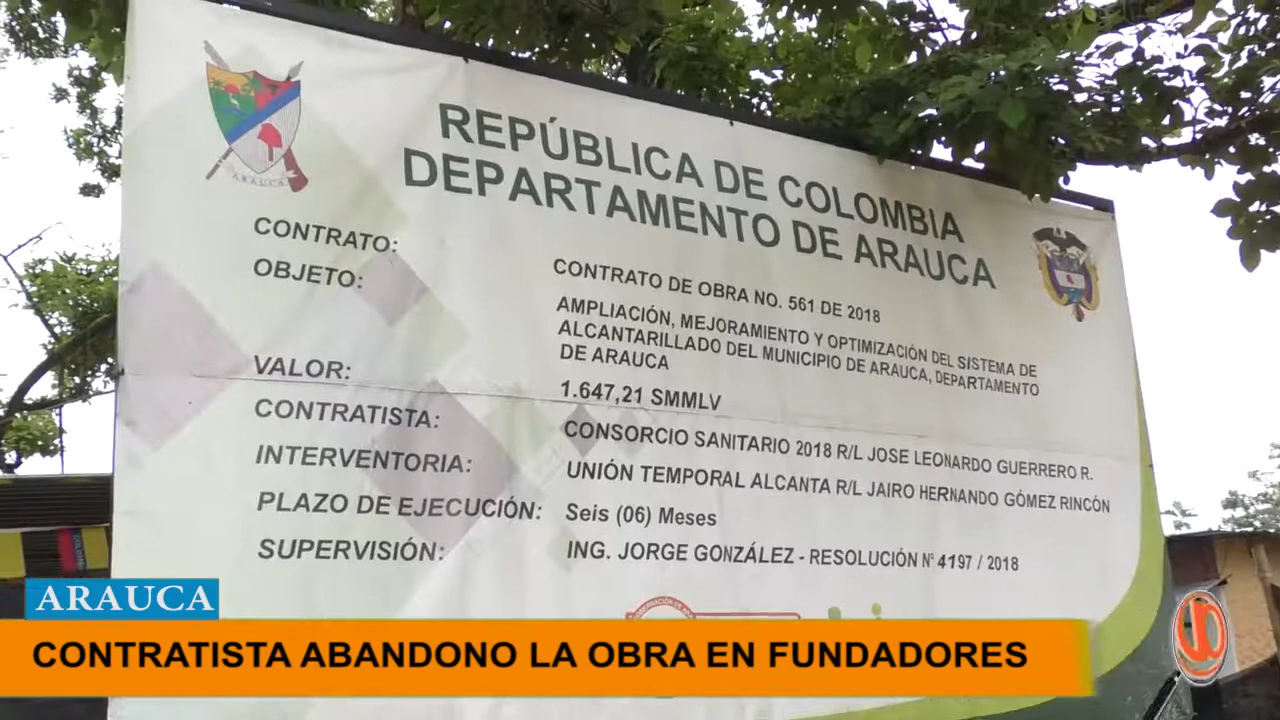 ARAUCA
REPÚBLICA DE COLOMBIA
DEPARTAMENTO DE ARAUCA
CONTRATO:
CONTRATO DE OBRA NO. 561 DE 2018
OBJETO:
AMPLIACIÓN, MEJORAMIENTO Y OPTIMIZACIÓN DEL SISTEMA DE
ALCANTARILLADO DEL MUNICIPIO DE ARAUCA, DEPARTAMENTO
DE ARAUCA
VALOR:
1.647,21 SMMLV
CONTRATISTA:
CONSORCIO SANITARIO 2018 R/L JOSE LEONARDO GUERRERO R.
INTERVENTORIA:
UNIÓN TEMPORAL ALCANTA R/L JAIRO HERNANDO GÓMEZ RINCÓN
PLAZO DE EJECUCIÓN:
Seis (06) Meses
SUPERVISIÓN:
ING. JORGE GONZÁLEZ - RESOLUCIÓN N° 4197 / 2018
ARAUCA
CONTRATISTA ABANDONO LA OBRA EN FUNDADORES